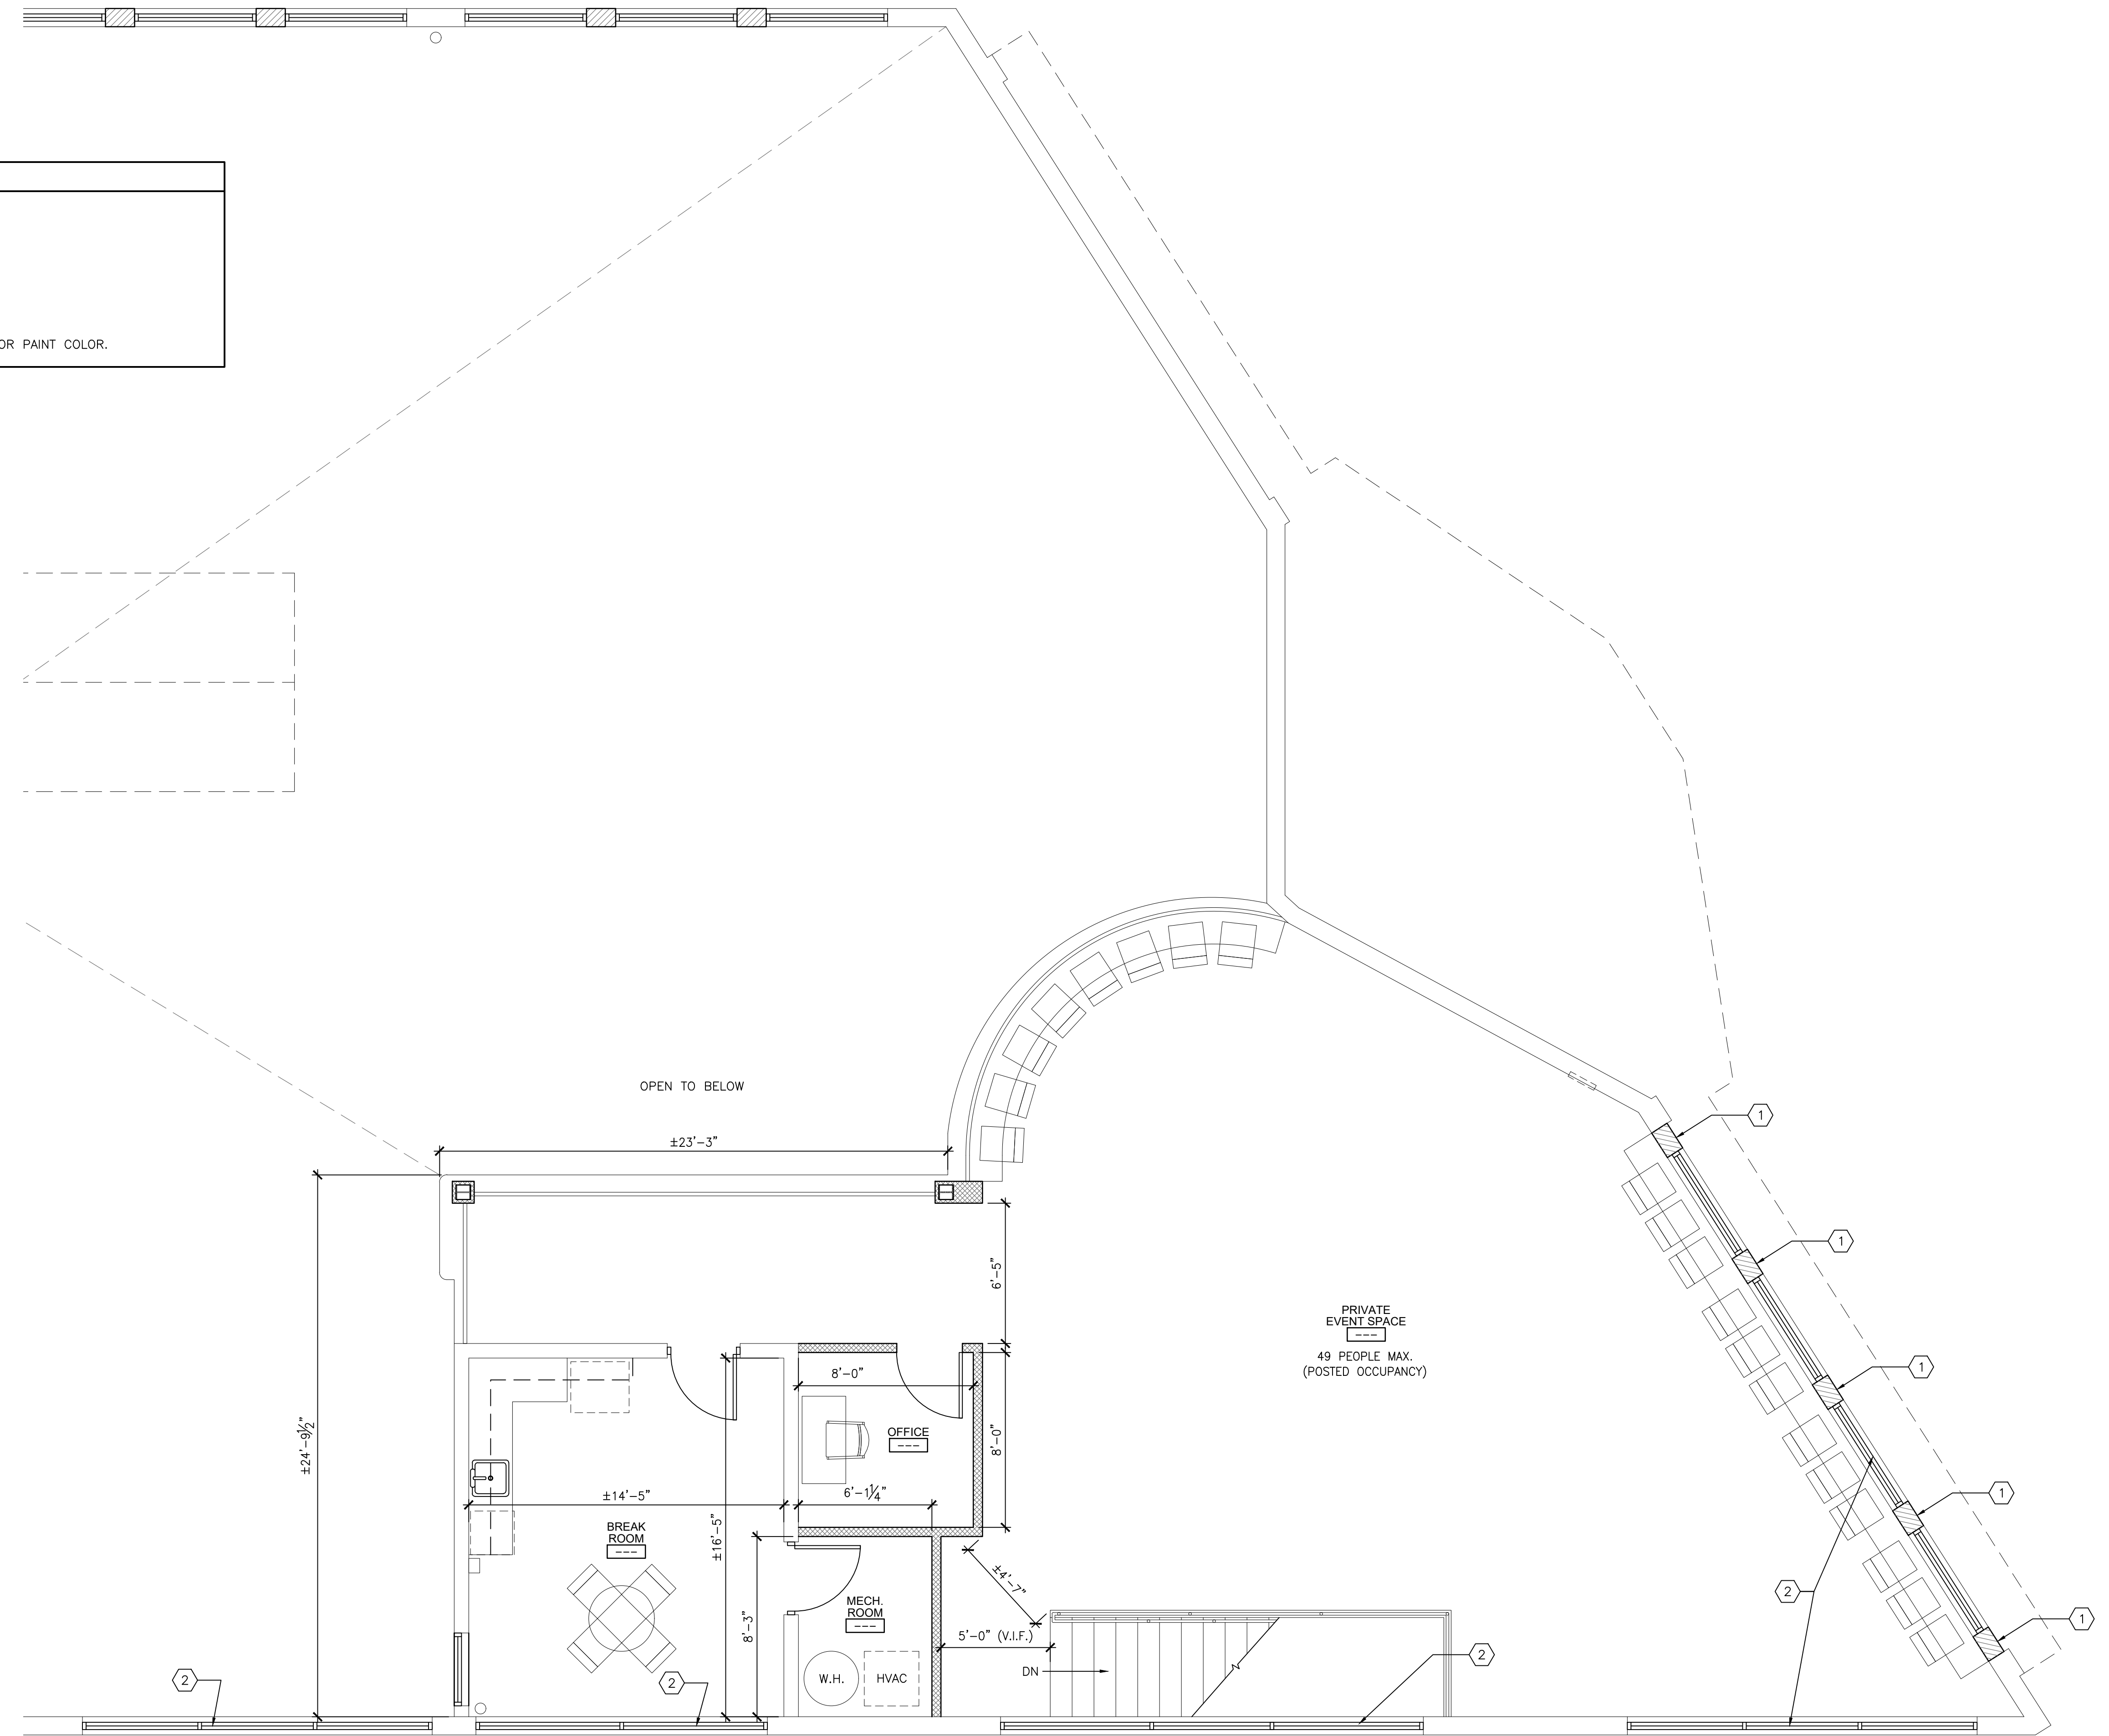 OR PAINT COLOR.
OPEN TO BELOW
±23'-3"
1
1
6'-5"
PRIVATE
EVENT SPACE
---
49 PEOPLE MAX.
(POSTED OCCUPANCY)
1
8'-0"
±24'-9½"
OFFICE
---
8'-0"
±14'-5"
6'-1¼"
1
BREAK
ROOM
---
±16'-5"
±4'-7"
2
MECH.
ROOM
---
8'-3"
1
5'-0" (V.I.F.)
2
DN
2
2
W.H.
HVAC